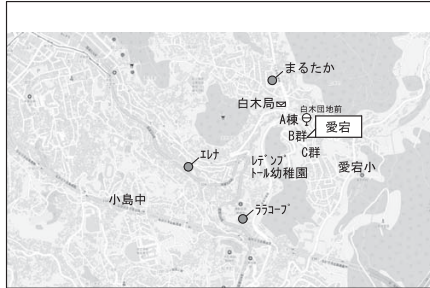 まるたか
白木局
白木団地前
A棟
愛宕
B群
C群
エレナ
レデンプ
トール幼稚園
愛宕小
小島中
ララコープ